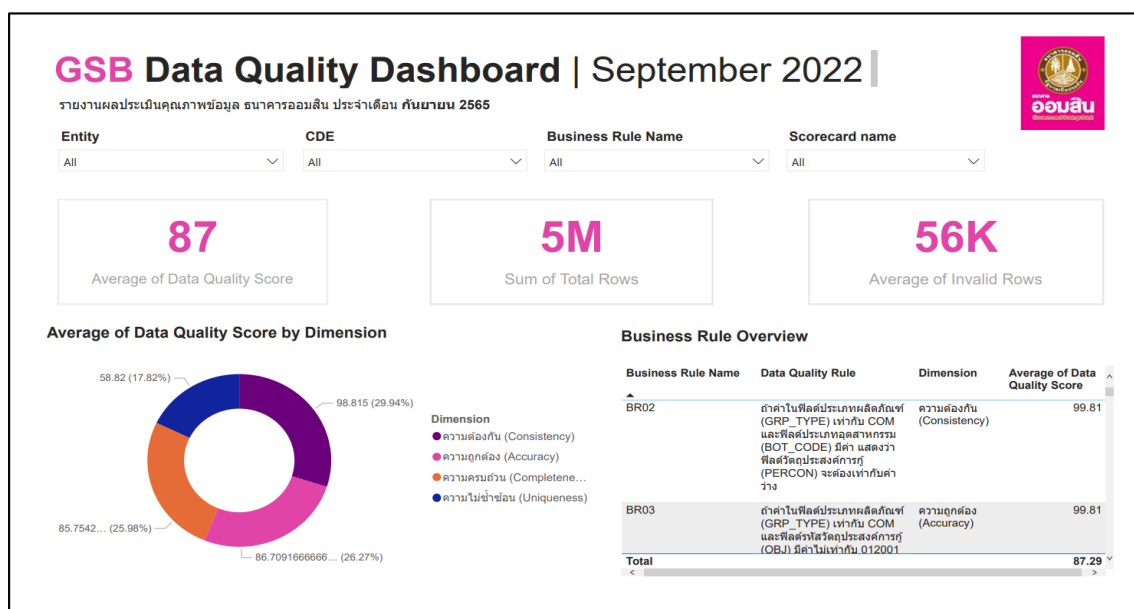 GSB Data Quality Dashboard | September 2022
รายงานผลประเมินคุณภาพข้อมูล ธนาคารออมสิน ประจำเดือน กันยายน 2565
ธนาคาร
ออมสิน
Government Savings Bank
Entity
CDE
Business Rule Name
Scorecard name
All
All
All
All
87
Average of Data Quality Score
5M
Sum of Total Rows
56K
Average of Invalid Rows
Average of Data Quality Score by Dimension
58.82 (17.82%)
98.815 (29.94%)
85.7542... (25.98%)
86.7091666666... (26.27%)
Dimension
ความต้องกัน (Consistency)
ความถูกต้อง (Accuracy)
ความครบถ้วน (Completene...
ความไม่ซ้ำซ้อน (Uniqueness)
Business Rule Overview
Business Rule Name
Data Quality Rule
Dimension
Average of Data
Quality Score
BR02
ถ้าค่าในฟิลด์ประเภทผลิตภัณฑ์
(GRP_TYPE) เท่ากับ COM
และฟิลด์ประเภทอุตสาหกรรม
(BOT_CODE) มีค่า แสดงว่า
ฟิลด์วัตถุประสงค์การกู้
(PERCON) จะต้องเท่ากับค่า
ว่าง
ความต้องกัน
(Consistency)
99.81
BR03
ถ้าค่าในฟิลด์ประเภทผลิตภัณฑ์
(GRP_TYPE) เท่ากับ COM
และฟิลด์รหัสวัตถุประสงค์การกู้
(OBJ) มีค่าไม่เท่ากับ 012001
ความถูกต้อง
(Accuracy)
99.81
Total
87.29